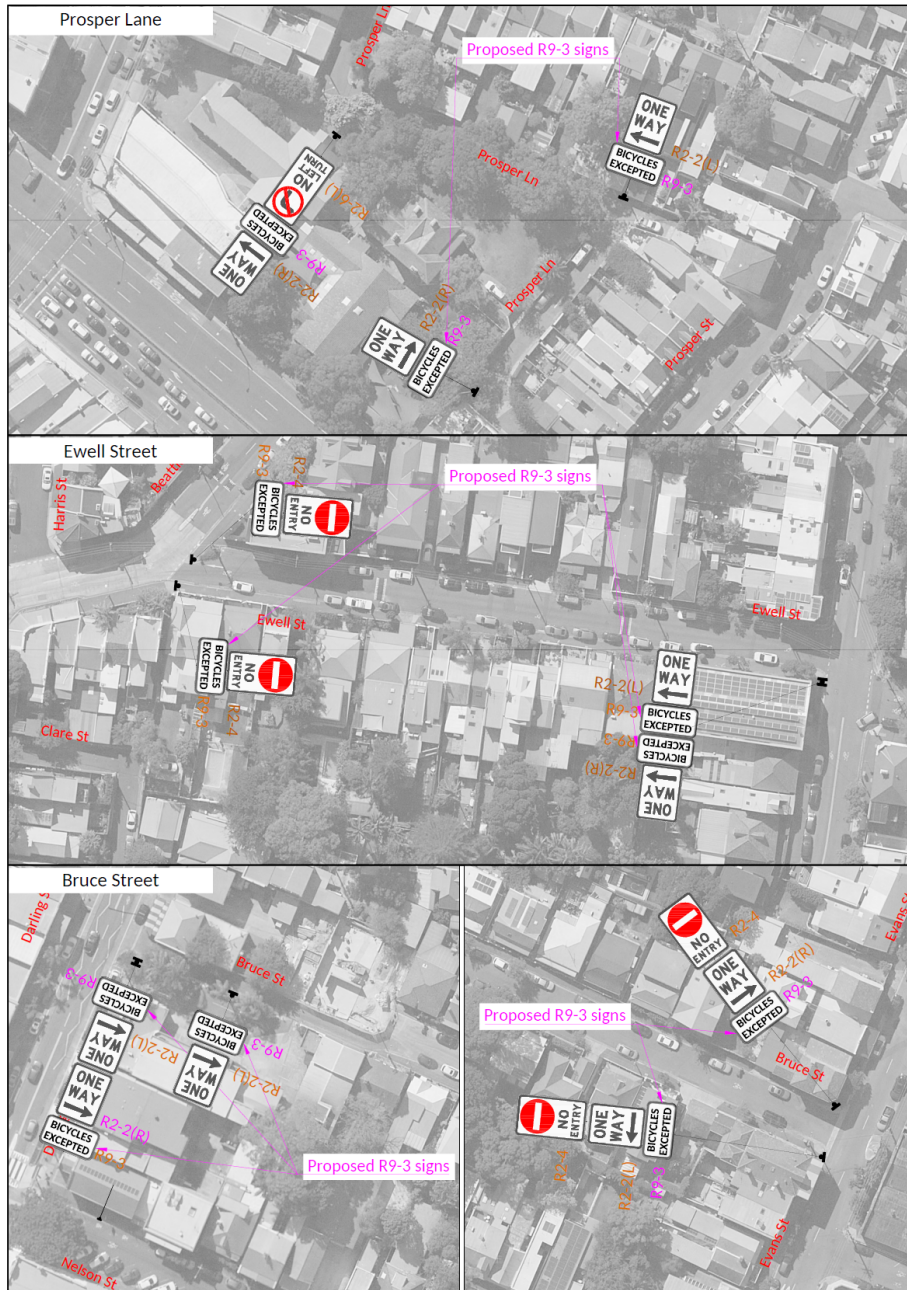 Prosper Lane
Prosper Ln
Proposed R9-3 signs
ONE
WAY
BICYCLES
EXCEPTED
R2-2(L)
R9-3
Prosper Ln
NO
LEFT
TURN
R2-6(L)
BICYCLES
EXCEPTED
R9-3
ONE
WAY
R2-2(R)
Prosper Ln
R2-2(R)
R9-3
ONE
WAY
BICYCLES
EXCEPTED
Prosper St
Ewell Street
Harris St
R9-3
R2-4
BICYCLES
EXCEPTED
NO
ENTRY
Proposed R9-3 signs
Ewell St
Ewell St
BICYCLES
EXCEPTED
NO
ENTRY
R9-3
R2-4
Clare St
ONE
WAY
R2-2(L)
BICYCLES
EXCEPTED
R9-3
BICYCLES
EXCEPTED
R9-3
ONE
WAY
R2-2(R)
Bruce Street
Bruce St
BICYCLES
EXCEPTED
R9-3
ONE
WAY
R2-2(L)
BICYCLES
EXCEPTED
R9-3
ONE
WAY
R2-2(L)
ONE
WAY
R2-2(R)
BICYCLES
EXCEPTED
Proposed R9-3 signs
Nelson St
NO
ENTRY
R2-4
ONE
WAY
R2-2(R)
BICYCLES
EXCEPTED
R9-3
Proposed R9-3 signs
Bruce St
NO
ENTRY
R2-4
ONE
WAY
R2-2(L)
BICYCLES
EXCEPTED
R9-3
Evans St